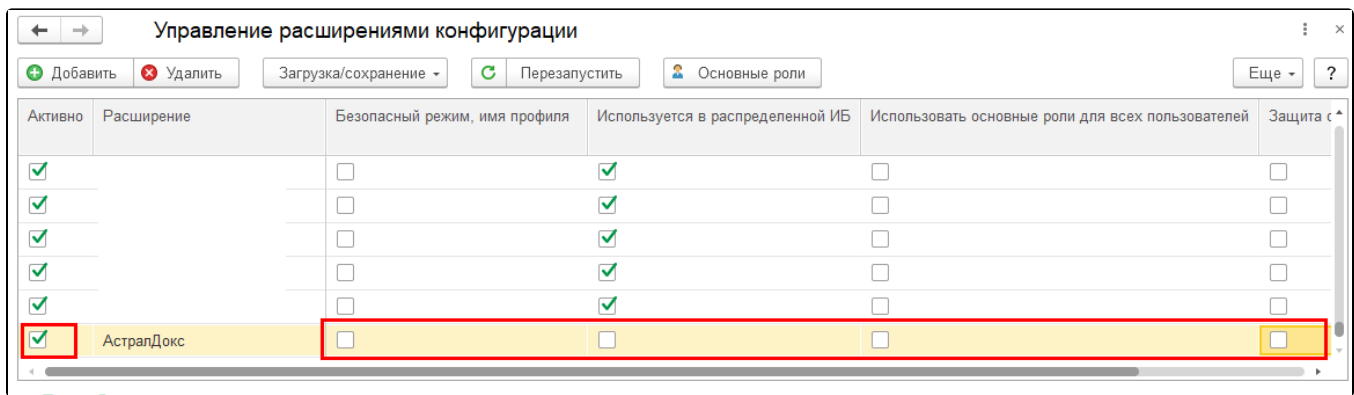 Управление расширениями конфигурации
Добавить Удалить Загрузка/сохранение Перезапустить Основные роли Еще ?
Активно Расширение Безопасный режим, имя профиля Используется в распределенной ИБ Использовать основные роли для всех пользователей Защита о
АстралДокс